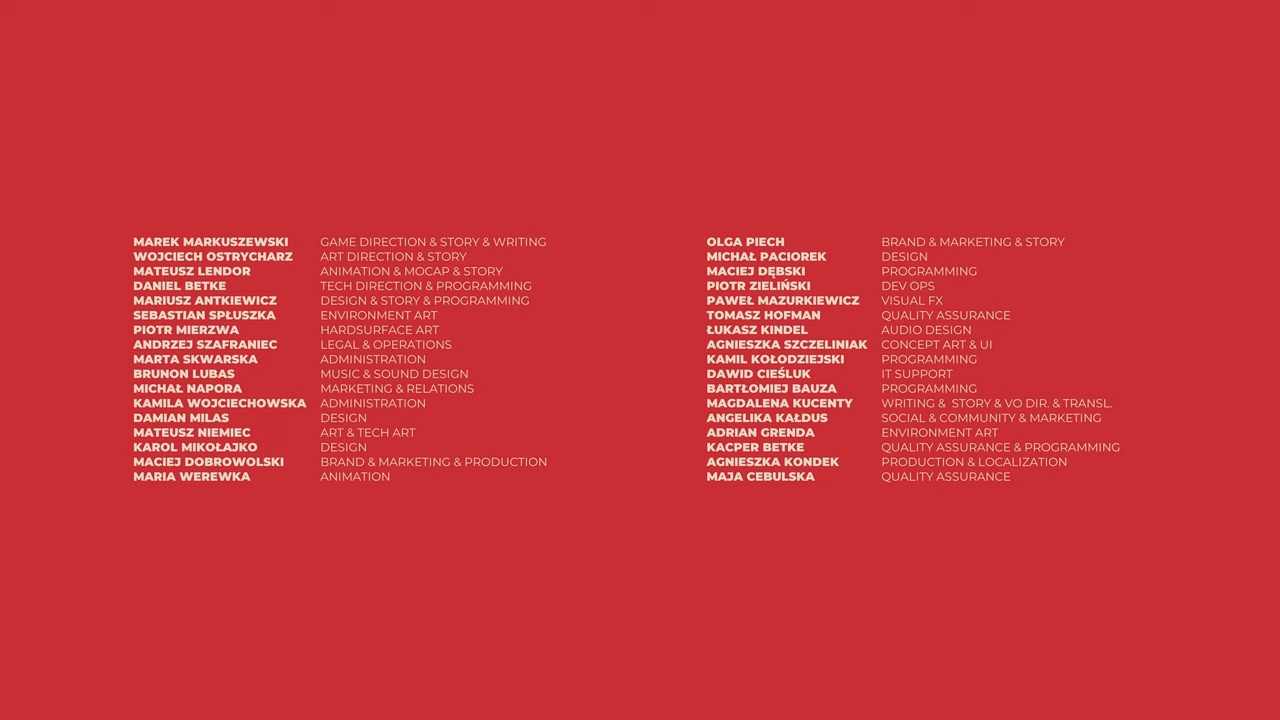 MAREK MARKUSZEWSKI GAME DIRECTION & STORY & WRITING
WOJCIECH OSTRYCHARZ ART DIRECTION & STORY
MATEUSZ LENDOR ANIMATION & MOCAP & STORY
DANIEL BETKE TECH DIRECTION & PROGRAMMING
MARIUSZ ANTKIEWICZ DESIGN & STORY & PROGRAMMING
SEBASTIAN SPŁUSZKA ENVIRONMENT ART
PIOTR MIERZWA HARDSURFACE ART
ANDRZEJ SZAFRANIEC LEGAL & OPERATIONS
MARTA SKWARSKA ADMINISTRATION
BRUNON LUBAS MUSIC & SOUND DESIGN
MICHAŁ NAPORA MARKETING & RELATIONS
KAMILA WOJCIECHOWSKA ADMINISTRATION
DAMIAN MILAS DESIGN
MATEUSZ NIEMIEC ART & TECH ART
KAROL MIKOŁAJKO DESIGN
MACIEJ DOBROWOLSKI BRAND & MARKETING & PRODUCTION
MARIA WEREWKA ANIMATION
OLGA PIECH BRAND & MARKETING & STORY
MICHAŁ PACIOREK DESIGN
MACIEJ DĘBSKI PROGRAMMING
PIOTR ZIELIŃSKI DEV OPS
PAWEŁ MAZURKIEWICZ VISUAL FX
TOMASZ HOFMAN QUALITY ASSURANCE
ŁUKASZ KINDEL AUDIO DESIGN
AGNIESZKA SZCZELINIAK CONCEPT ART & UI
KAMIL KOŁODZIEJSKI PROGRAMMING
DAWID CIEŚLUK IT SUPPORT
BARTŁOMIEJ BAUZA PROGRAMMING
MAGDALENA KUCENTY WRITING & STORY & VO DIR. & TRANSL.
ANGELIKA KAŁDUS SOCIAL & COMMUNITY & MARKETING
ADRIAN GRENDA ENVIRONMENT ART
KACPER BETKE QUALITY ASSURANCE & PROGRAMMING
AGNIESZKA KONDEK PRODUCTION & LOCALIZATION
MAJA CEBULSKA QUALITY ASSURANCE